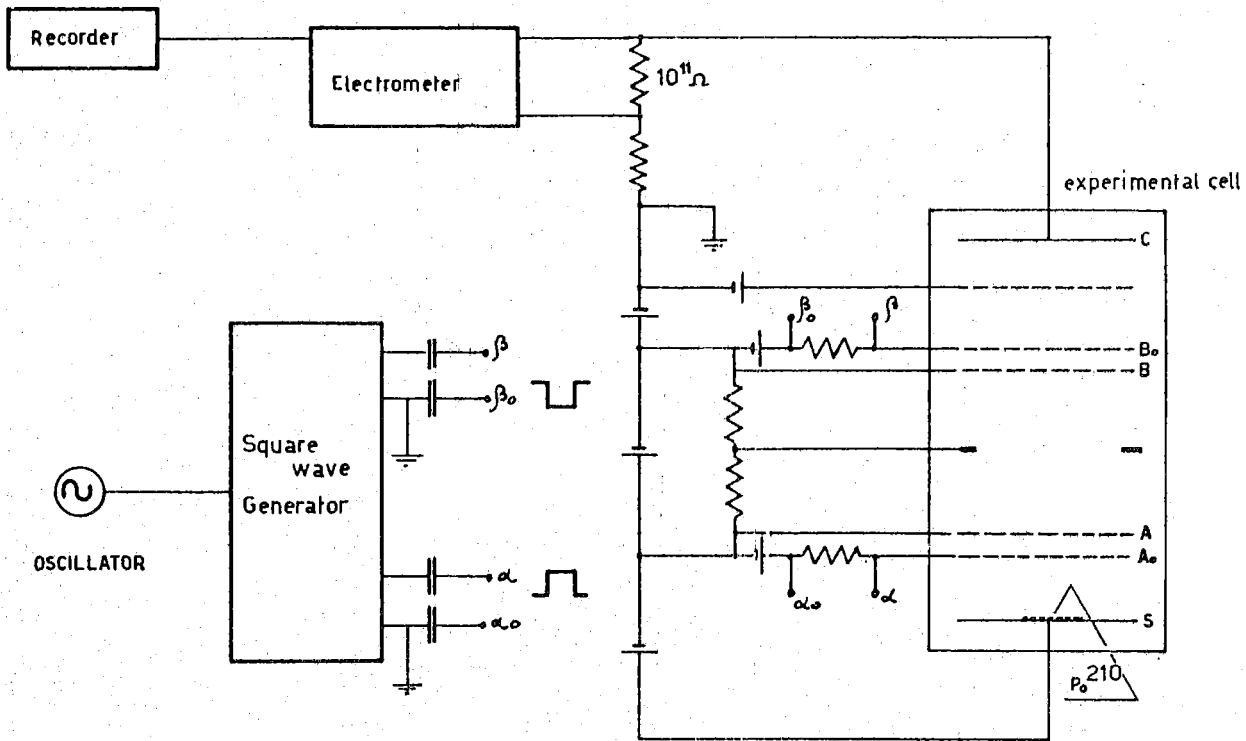 Recorder
Electrometer
10¹¹Ω
experimental cell
C
β₀
β
B₀
B
β
β₀
Square
wave
Generator
OSCILLATOR
A
A₀
α₀
α
α
α₀
S
P₀²¹⁰